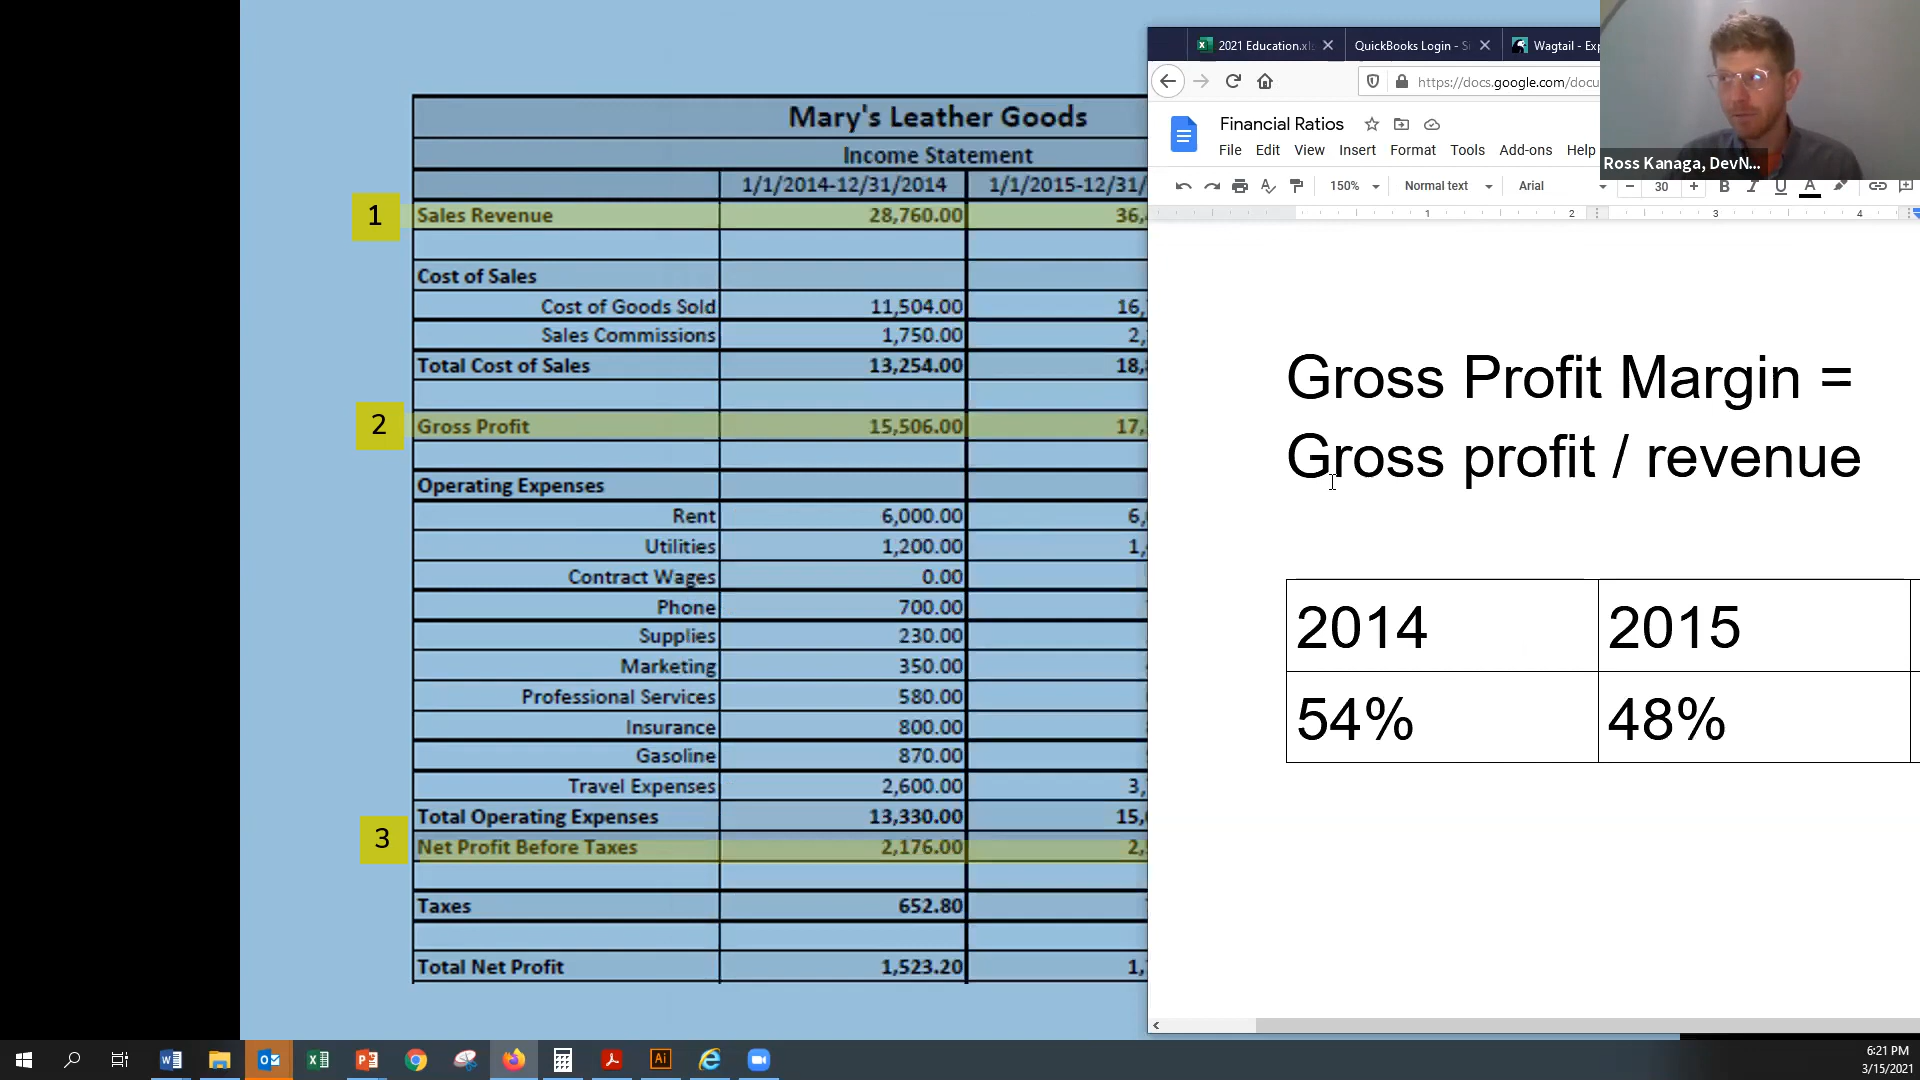 Mary's Leather Goods
Income Statement
1/1/2014-12/31/2014 1/1/2015-12/31/
1 Sales Revenue 28,760.00 36,
Cost of Sales
Cost of Goods Sold 11,504.00 16,
Sales Commissions 1,750.00 2,
Total Cost of Sales 13,254.00 18,
2 Gross Profit 15,506.00 17,
Operating Expenses
Rent 6,000.00 6,
Utilities 1,200.00 1,
Contract Wages 0.00
Phone 700.00
Supplies 230.00
Marketing 350.00
Professional Services 580.00
Insurance 800.00
Gasoline 870.00
Travel Expenses 2,600.00 3,
Total Operating Expenses 13,330.00 15,
3 Net Profit Before Taxes 2,176.00 2,
Taxes 652.80
Total Net Profit 1,523.20 1,
2021 Education.xl QuickBooks Login - S Wagtail - Exp
https://docs.google.com/docu
Financial Ratios
File Edit View Insert Format Tools Add-ons Help
150% Normal text Arial 30 B I U A
1 2 3 4
Ross Kanaga, DevN...
Gross Profit Margin =
Gross profit / revenue
2014 2015
54% 48%
6:21 PM
3/15/2021